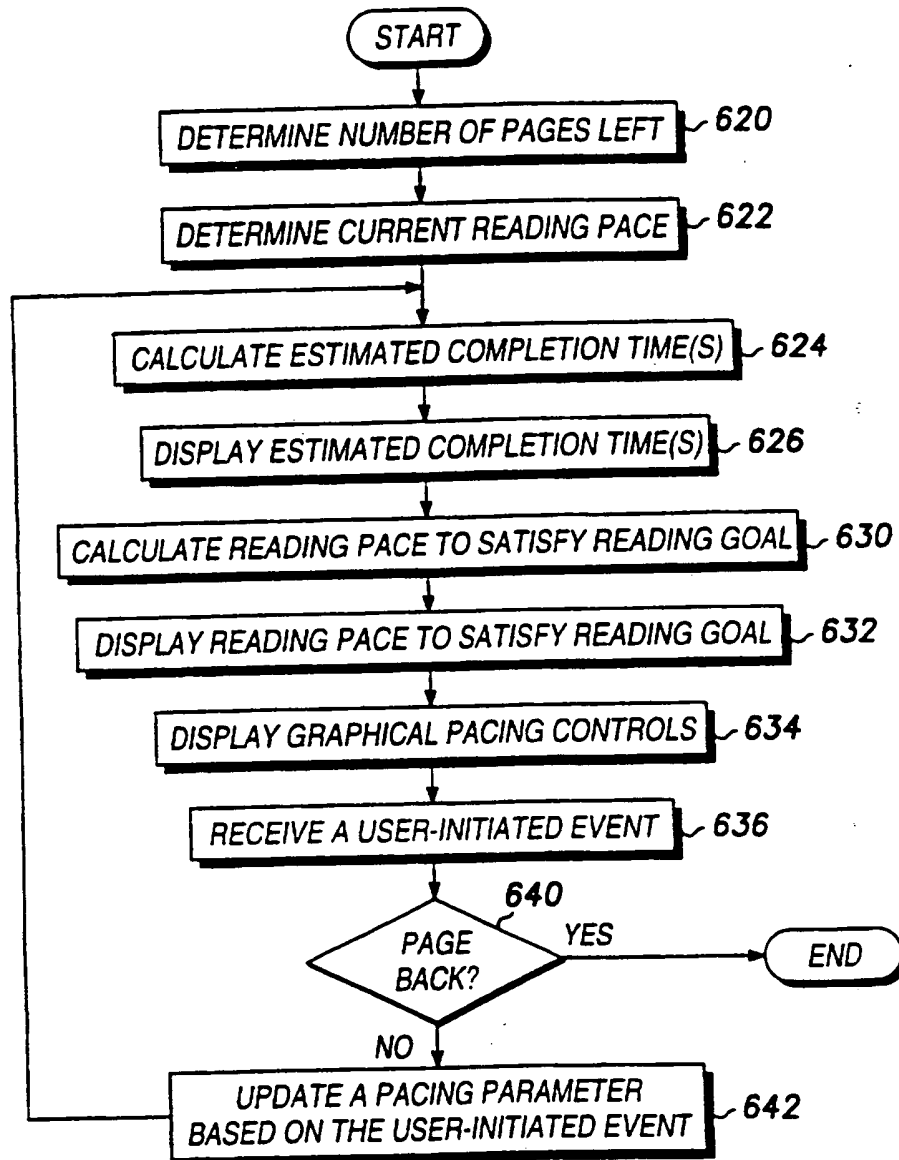 START
DETERMINE NUMBER OF PAGES LEFT 620
DETERMINE CURRENT READING PACE 622
CALCULATE ESTIMATED COMPLETION TIME(S) 624
DISPLAY ESTIMATED COMPLETION TIME(S) 626
CALCULATE READING PACE TO SATISFY READING GOAL 630
DISPLAY READING PACE TO SATISFY READING GOAL 632
DISPLAY GRAPHICAL PACING CONTROLS 634
RECEIVE A USER-INITIATED EVENT 636
640
PAGE
BACK?
YES
END
NO
UPDATE A PACING PARAMETER
BASED ON THE USER-INITIATED EVENT 642